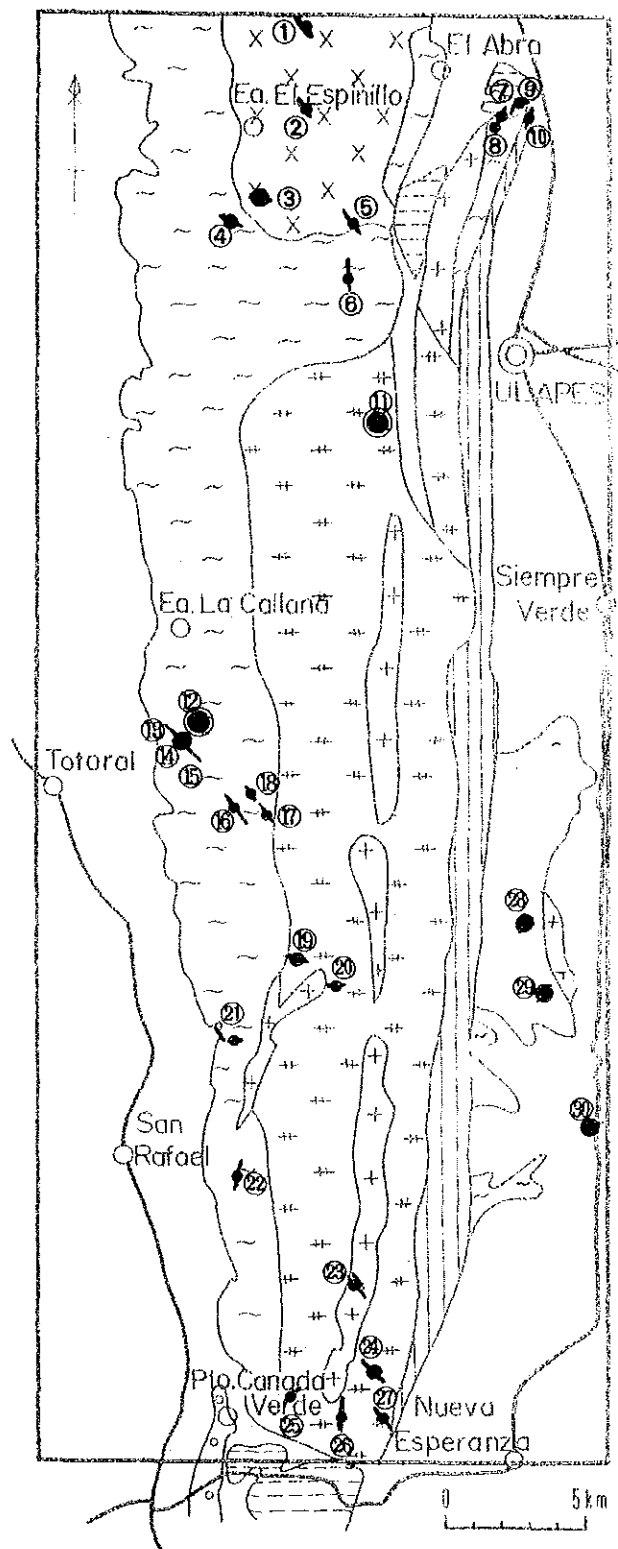 ①
El Abra
Ea. El Espinillo
⑦ ⑨
② ⑧ ⑩
③ ⑤
④
⑥
ULAPES
⑪
Siempre
Verde
Ea. La Callana
⑫
⑬
⑭
Totoral
⑮ ⑱
⑯ ⑰
㉘
⑲
⑳
㉙
㉑
㉚
San
Rafael
㉒
㉓
㉔
Pto. Canada
Verde
㉗ Nueva
Esperanza
㉕
㉖
0 5km